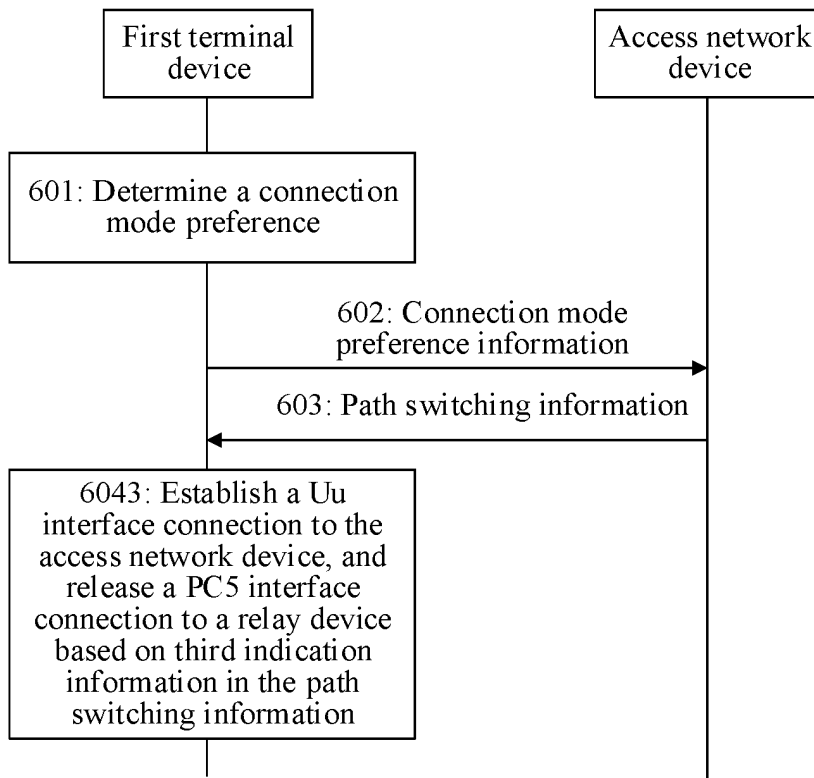 First terminal
device
Access network
device
601: Determine a connection
mode preference
602: Connection mode
preference information
603: Path switching information
6043: Establish a Uu
interface connection to the
access network device, and
release a PC5 interface
connection to a relay device
based on third indication
information in the path
switching information